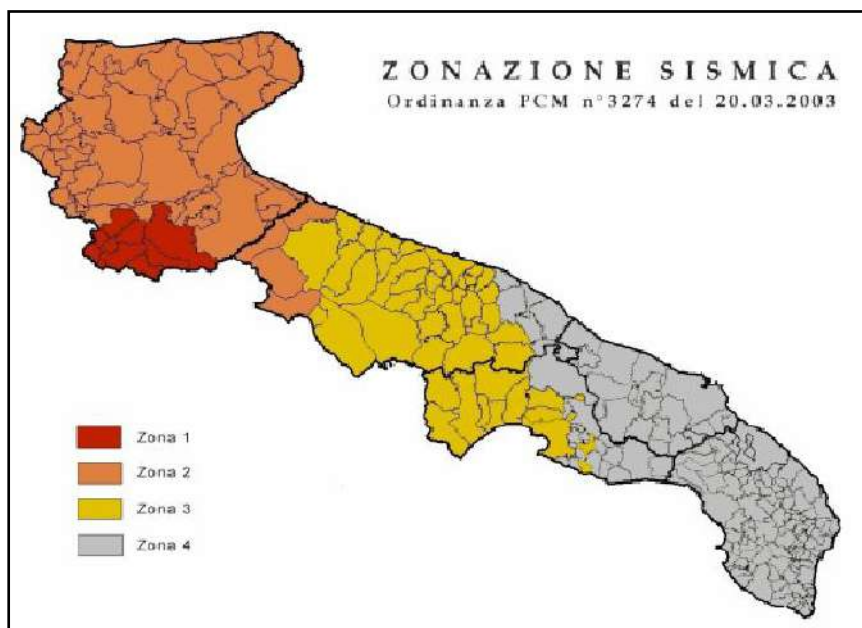 ZONAZIONE SISMICA
Ordinanza PCM n°3274 del 20.03.2003
Zona 1
Zona 2
Zona 3
Zona 4